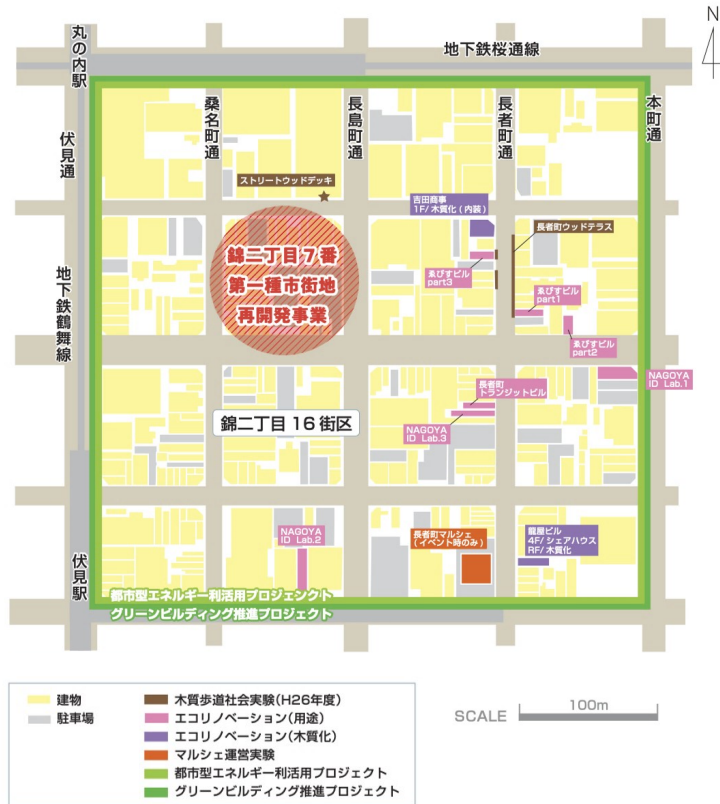 N
丸の内駅
地下鉄桜通線
伏見通
桑名町通
長島町通
長者町通
本町通
ストリートウッドデッキ
吉田商事
1F/ 木質化 ( 内装 )
長者町ウッドテラス
錦二丁目７番
第一種市街地
再開発事業
ゑびすビル
part3
ゑびすビル
part1
ゑびすビル
part2
地下鉄鶴舞線
NAGOYA
ID Lab.1
長者町
トランジットビル
錦二丁目 16 街区
NAGOYA
ID Lab.3
NAGOYA
ID Lab.2
長者町マルシェ
( イベント時のみ )
龍屋ビル
4F/ シェアハウス
RF/ 木質化
伏見駅
都市型エネルギー利活用プロジェンクト
グリーンビルディング推進プロジェクト
建物
駐車場
木質歩道社会実験(H26年度)
エコリノベーション(用途)
エコリノベーション(木質化)
マルシェ運営実験
都市型エネルギー利活用プロジェクト
グリーンビルディング推進プロジェクト
SCALE
100m